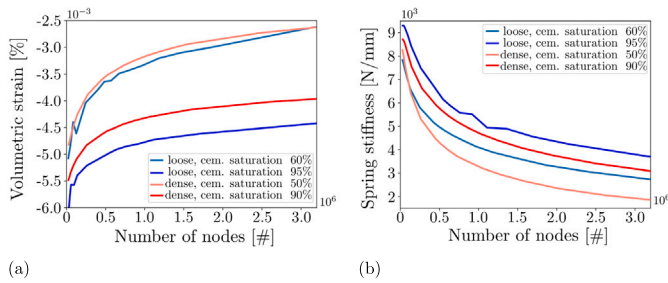 10⁻³
-2.5
-3.0
-3.5
-4.0
-4.5
-5.0
-5.5
-6.0
Volumetric strain [%]
loose, cem. saturation 60%
loose, cem. saturation 95%
dense, cem. saturation 50%
dense, cem. saturation 90%
0 0.5 1.0 1.5 2.0 2.5 3.0
10⁶
Number of nodes [#]
(a)
10³
9
8
7
6
5
4
3
2
Spring stiffness [N/mm]
loose, cem. saturation 60%
loose, cem. saturation 95%
dense, cem. saturation 50%
dense, cem. saturation 90%
0 0.5 1.0 1.5 2.0 2.5 3.0
Number of nodes [#]
(b)